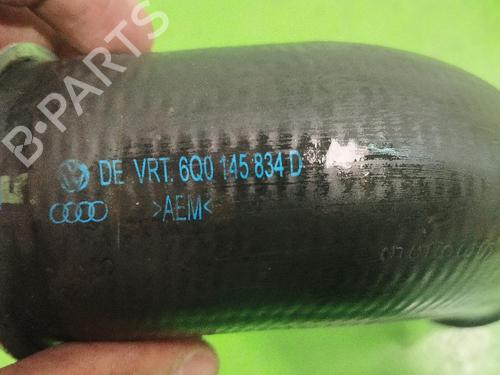 DE VRT. 6Q0 145 834 D
>AEM<
B-PARTS